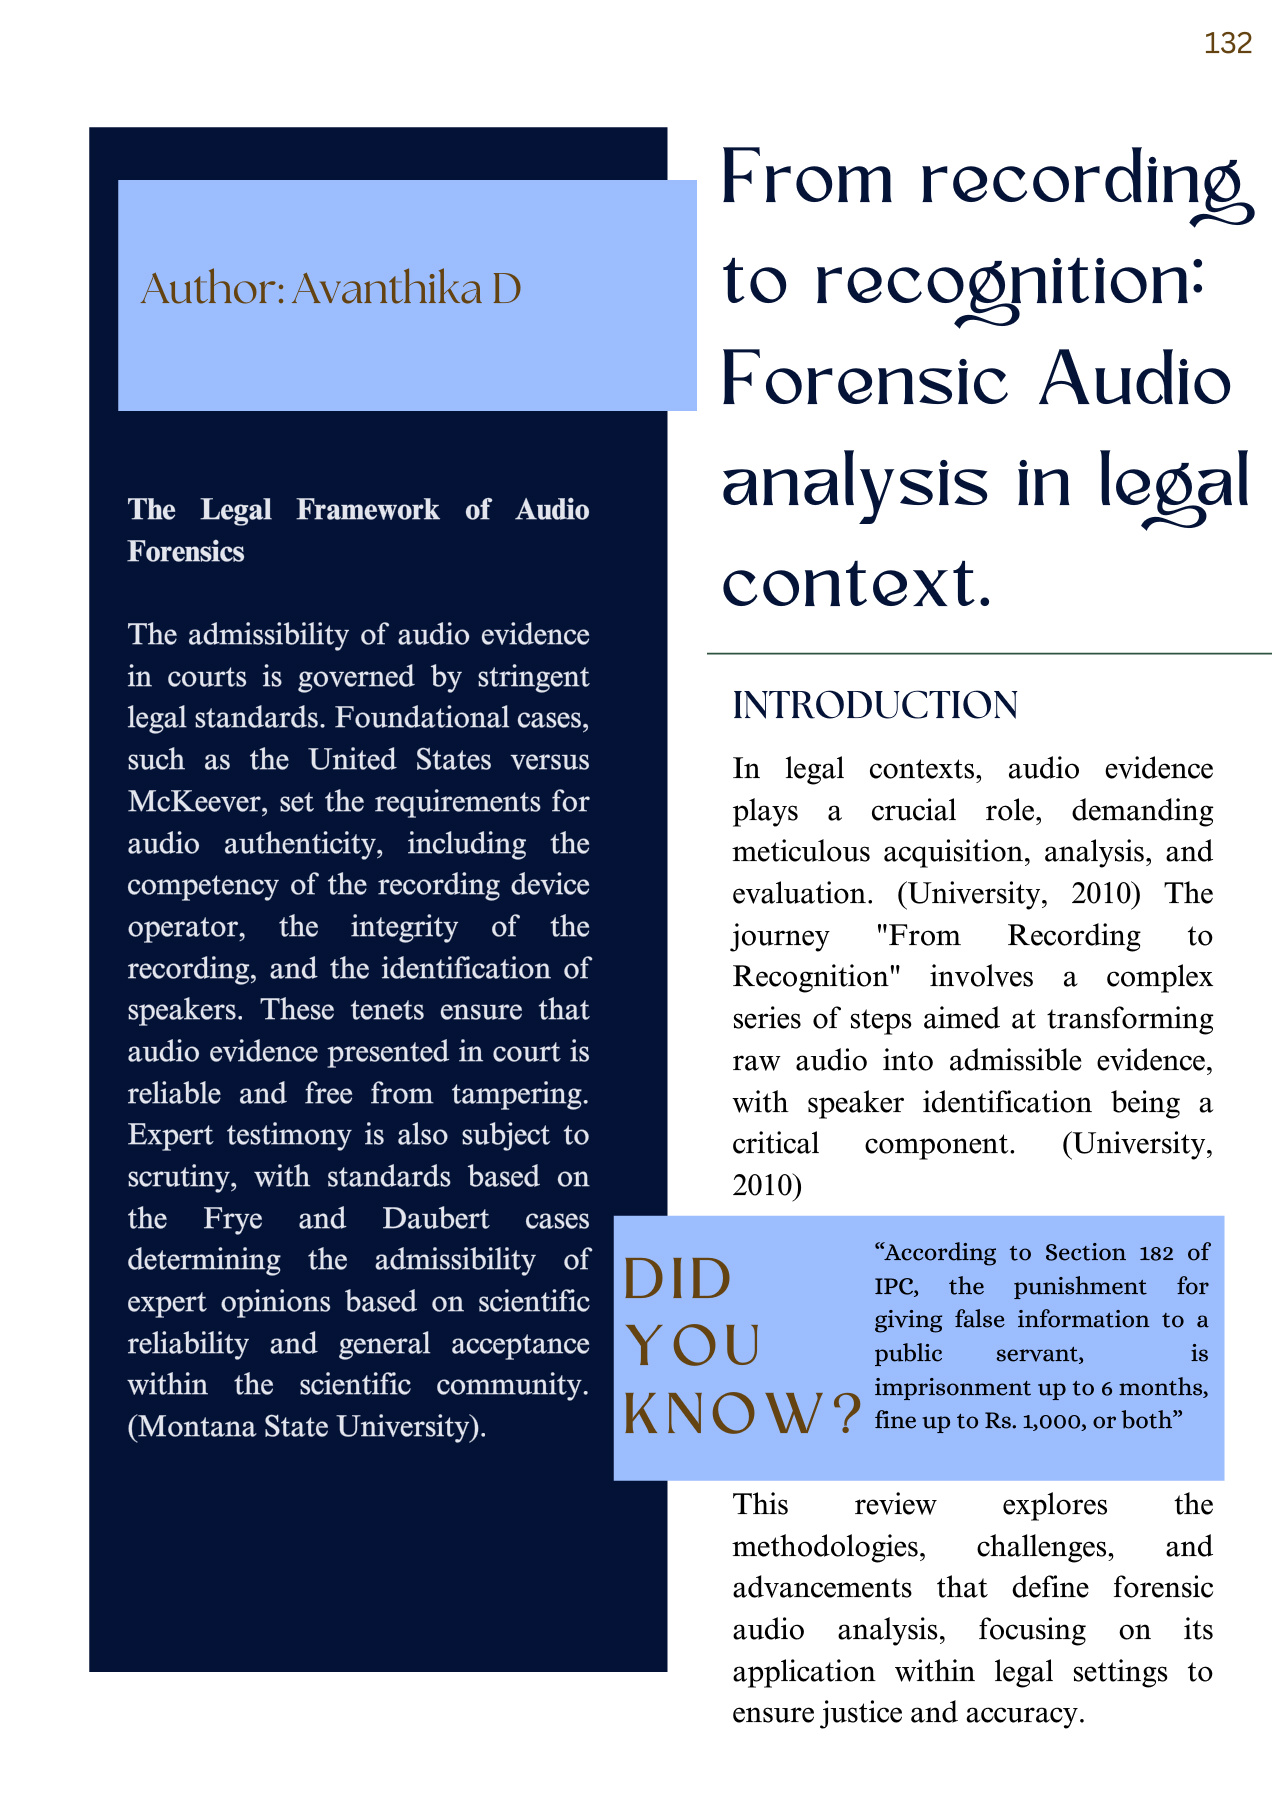 132
From recording
to recognition:
Forensic Audio
analysis in legal
context.
Author: Avanthika D
INTRODUCTION
In legal contexts, audio evidence
plays a crucial role, demanding
meticulous acquisition, analysis, and
evaluation. (University, 2010) The
journey "From Recording to
Recognition" involves a complex
series of steps aimed at transforming
raw audio into admissible evidence,
with speaker identification being a
critical component. (University,
2010)
This review explores the
methodologies, challenges, and
advancements that define forensic
audio analysis, focusing on its
application within legal settings to
ensure justice and accuracy.
DID
YOU
KNOW?
“According to Section 182 of
IPC, the punishment for
giving false information to a
public servant, is
imprisonment up to 6 months,
fine up to Rs. 1,000, or both”
The Legal Framework of Audio
Forensics
The admissibility of audio evidence
in courts is governed by stringent
legal standards. Foundational cases,
such as the United States versus
McKeever, set the requirements for
audio authenticity, including the
competency of the recording device
operator, the integrity of the
recording, and the identification of
speakers. These tenets ensure that
audio evidence presented in court is
reliable and free from tampering.
Expert testimony is also subject to
scrutiny, with standards based on
the Frye and Daubert cases
determining the admissibility of
expert opinions based on scientific
reliability and general acceptance
within the scientific community.
(Montana State University).